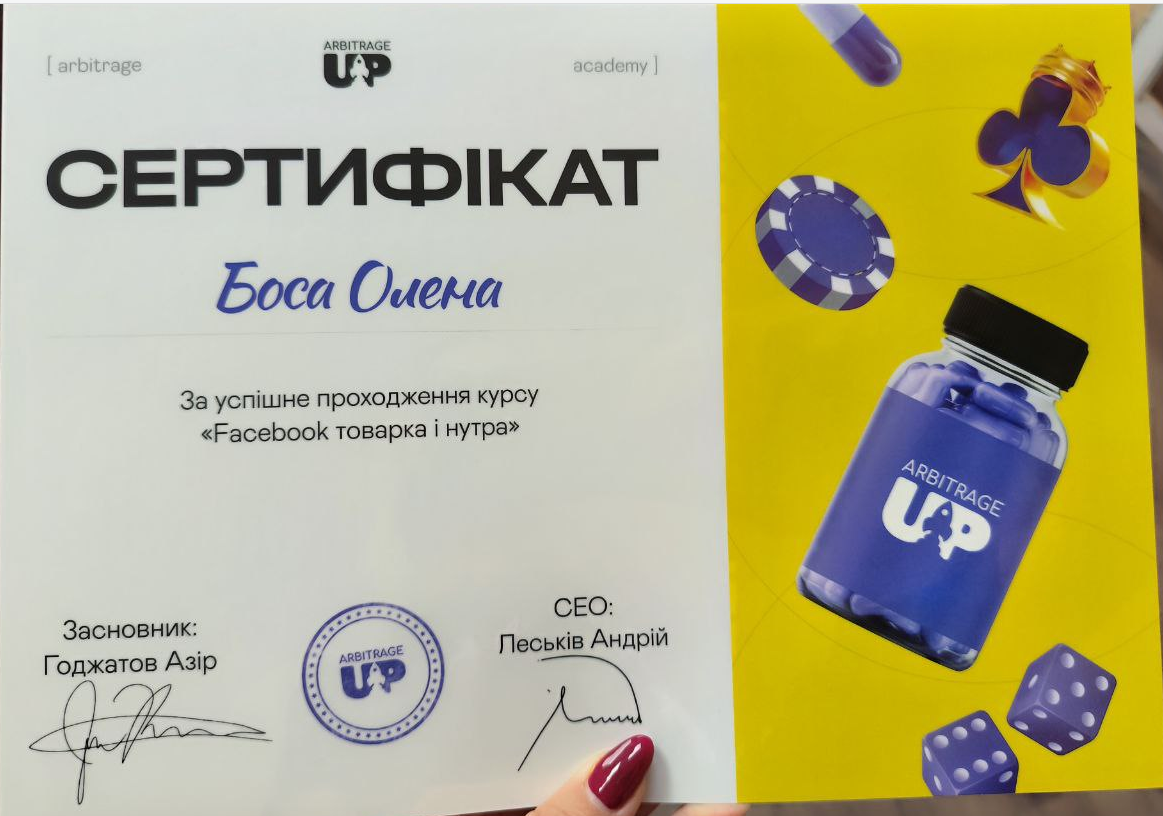 [ arbitrage
ARBITRAGE
UP
academy ]
СЕРТИФІКАТ
Боса Олена
За успішне проходження курсу
«Facebook товарка і нутра»
Засновник:
Годжатов Азір
ARBITRAGE
UP
CEO:
Песьків Андрій
ARBITRAGE
UP